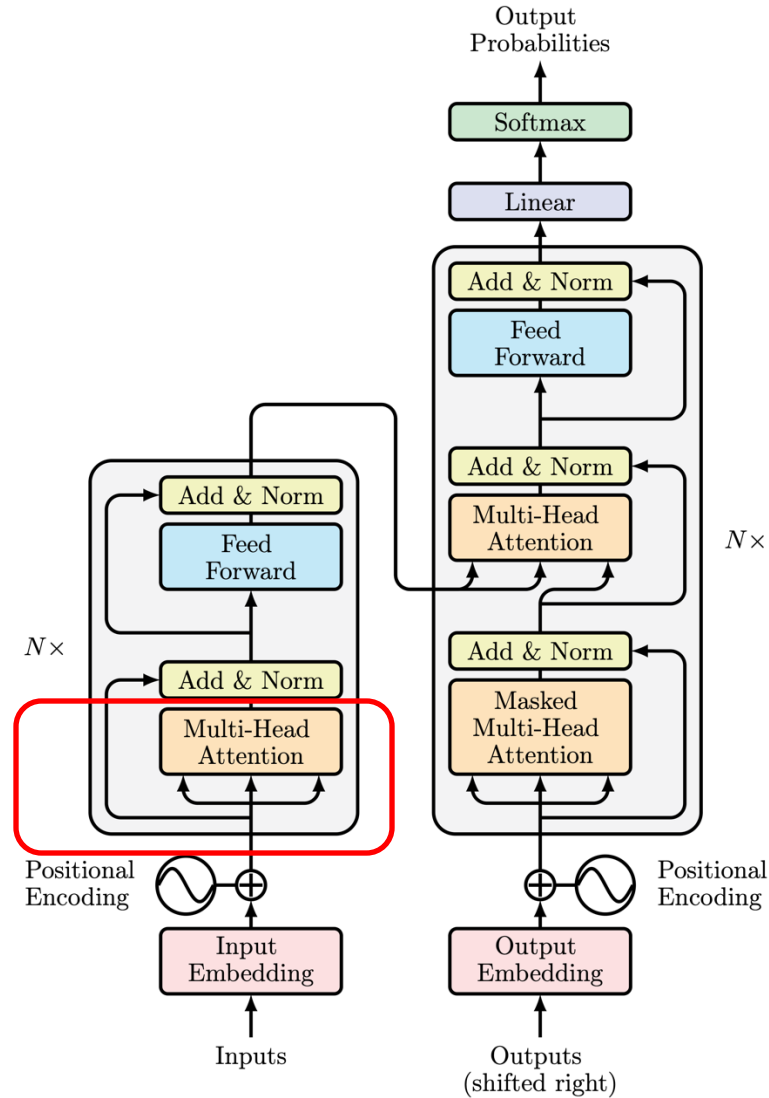 Output
Probabilities
Softmax
Linear
Add & Norm
Feed
Forward
Add & Norm
Multi-Head
Attention
N×
Add & Norm
Masked
Multi-Head
Attention
Add & Norm
Feed
Forward
N×
Add & Norm
Multi-Head
Attention
Positional
Encoding
Positional
Encoding
Input
Embedding
Output
Embedding
Inputs
Outputs
(shifted right)